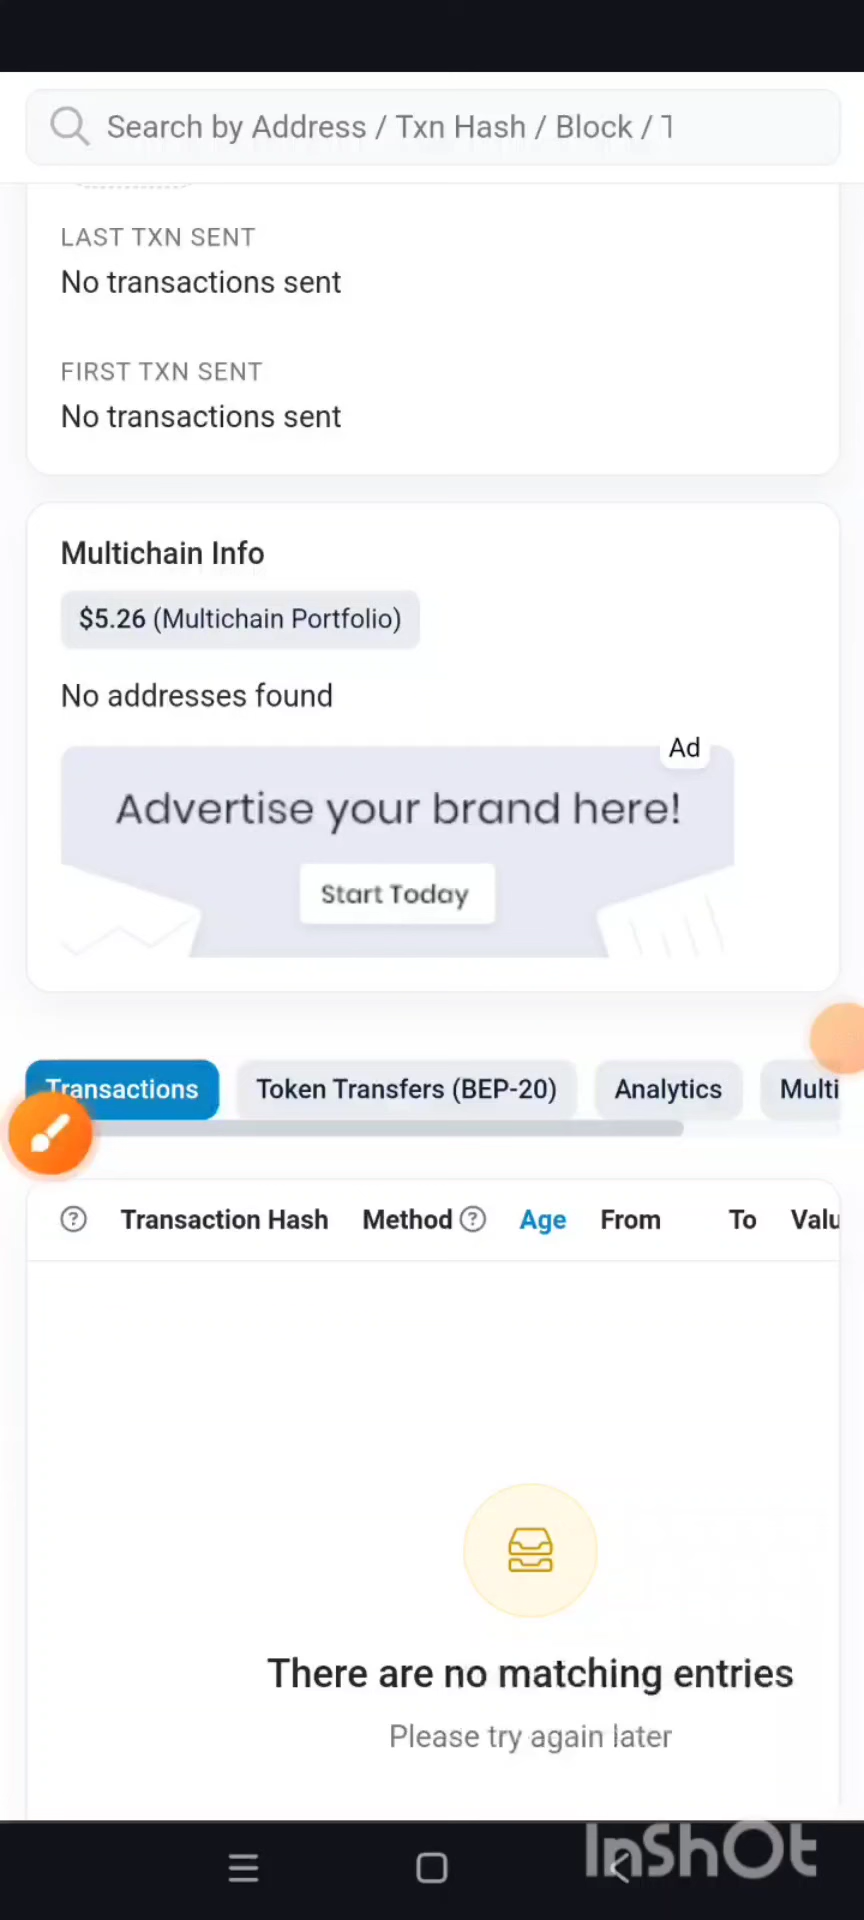 Search by Address / Txn Hash / Block / T
LAST TXN SENT
No transactions sent
FIRST TXN SENT
No transactions sent
Multichain Info
$5.26 (Multichain Portfolio)
No addresses found
Ad
Advertise your brand here!
Start Today
Transactions Token Transfers (BEP-20) Analytics Multi
Transaction Hash Method Age From To Valu
There are no matching entries
Please try again later
InShOt